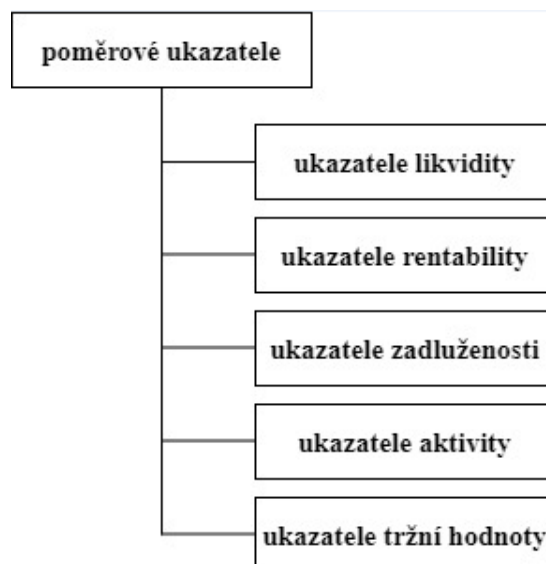 poměrové ukazatele
ukazatele likvidity
ukazatele rentability
ukazatele zadluženosti
ukazatele aktivity
ukazatele tržní hodnoty